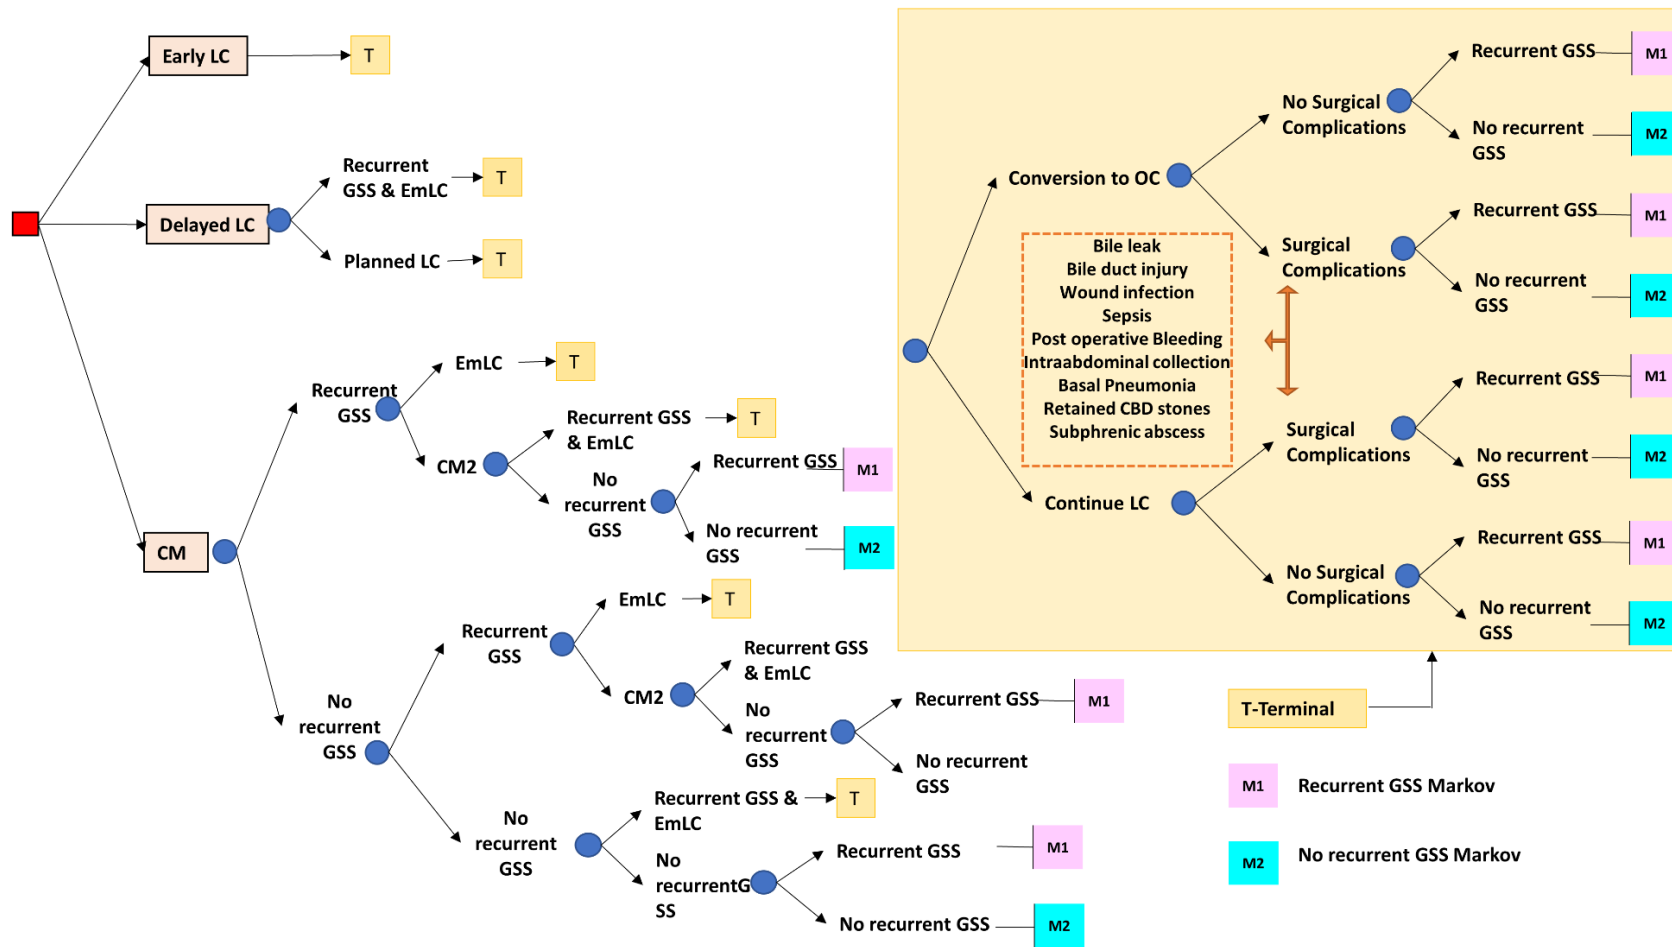 Early LC
T
Recurrent
GSS & EmLC
T
Delayed LC
Planned LC
T
EmLC
T
Recurrent
GSS
Recurrent GSS
& EmLC
T
CM2
Recurrent GSS
M1
No
recurrent
GSS
No recurrent
GSS
M2
CM
EmLC
T
Recurrent
GSS
Recurrent GSS
& EmLC
CM2
Recurrent GSS
M1
No
recurrent
GSS
No recurrent
GSS
No
recurrent
GSS
Recurrent GSS &
EmLC
T
No
recurrent
GSS
Recurrent GSS
M1
No
recurrentG
SS
No recurrent GSS
M2
Recurrent GSS
M1
No Surgical
Complications
No recurrent
GSS
M2
Conversion to OC
Recurrent GSS
M1
Surgical
Complications
No recurrent
GSS
M2
Bile leak
Bile duct injury
Wound infection
Sepsis
Post operative Bleeding
Intraabdominal collection
Basal Pneumonia
Retained CBD stones
Subphrenic abscess
Recurrent GSS
M1
Surgical
Complications
No recurrent
GSS
M2
Continue LC
Recurrent GSS
M1
No Surgical
Complications
No recurrent
GSS
M2
T-Terminal
M1
Recurrent GSS Markov
M2
No recurrent GSS Markov